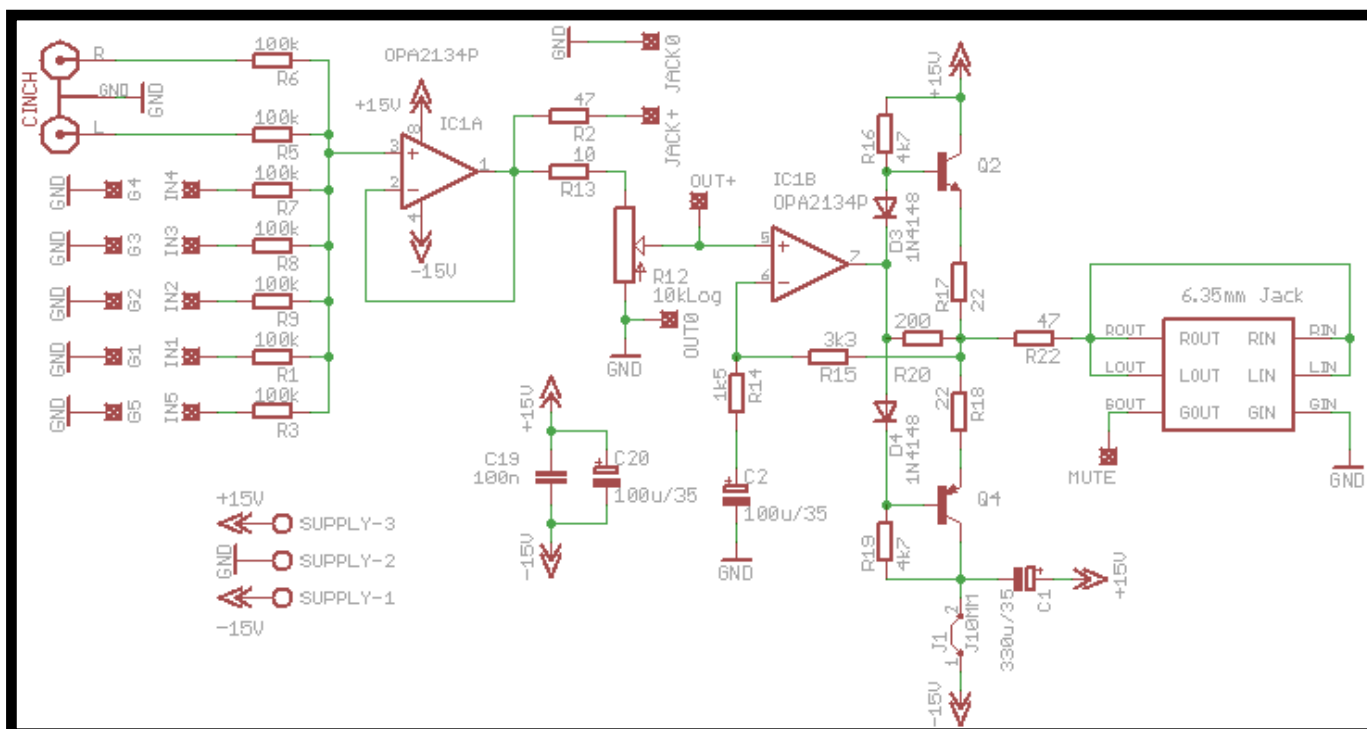 CINCH
R
GND
GND
L
100k
R6
100k
R5
GND
G4
IN4
100k
R7
GND
G3
IN3
100k
R8
GND
G2
IN2
100k
R9
GND
G1
IN1
100k
R1
GND
G5
IN5
100k
R3
OPA2134P
+15V
8
IC1A
3
+
2
-
1
4
-15V
GND
JACK0
47
R2
JACK+
10
R13
R12
10kLog
GND
OUT0
OUT+
IC1B
OPA2134P
5
+
6
-
7
+15V
R16
4k7
Q2
D3
1N4148
R17
22
200
R20
3k3
R15
1k5
R14
C2
+
100u/35
GND
D4
1N4148
22
R18
Q4
R19
4k7
330u/35
C1
+
+15V
2
J1
J10MM
1
-15V
47
R22
6.35mm Jack
ROUT
ROUT
RIN
RIN
LOUT
LOUT
LIN
LIN
GOUT
GOUT
GIN
GIN
MUTE
GND
+15V
C19
100n
+
C20
100u/35
-15V
+15V
SUPPLY-3
GND
SUPPLY-2
SUPPLY-1
-15V